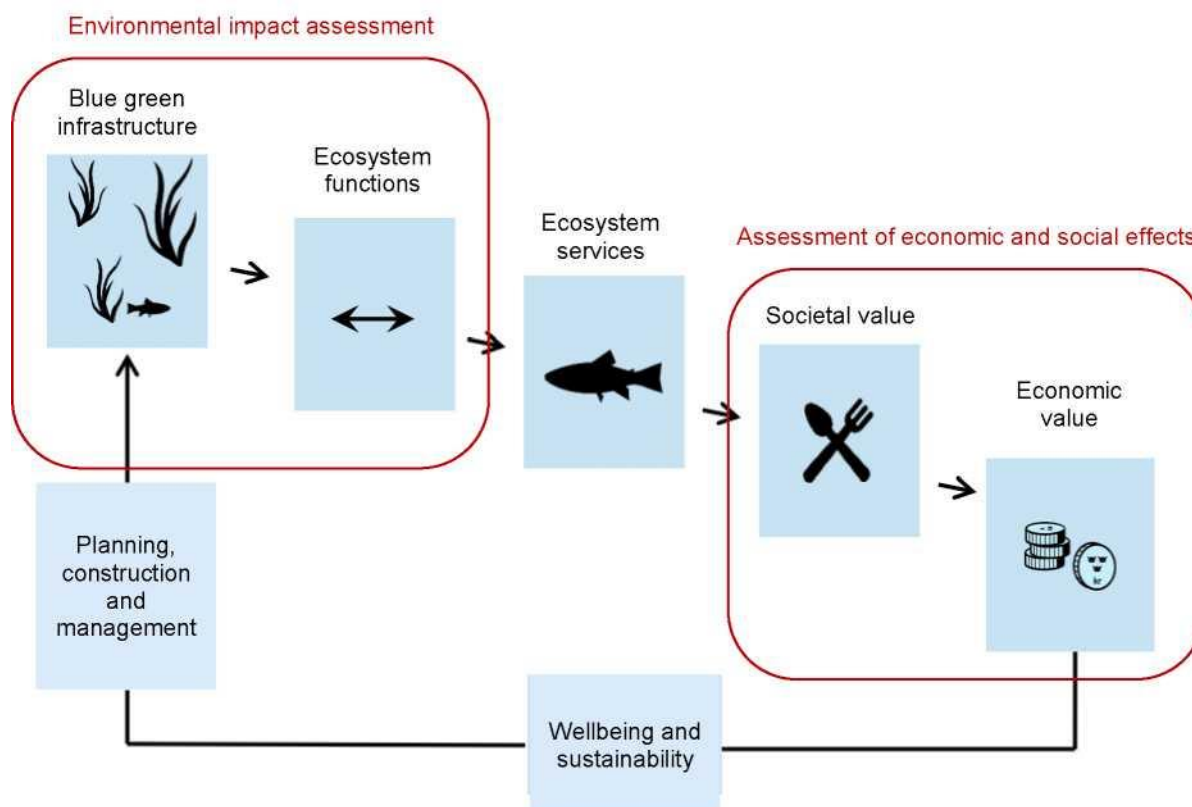 Environmental impact assessment
Blue green
infrastructure
Ecosystem
functions
Ecosystem
services
Assessment of economic and social effects
Societal value
Economic
value
kr
Planning,
construction
and
management
Wellbeing and
sustainability